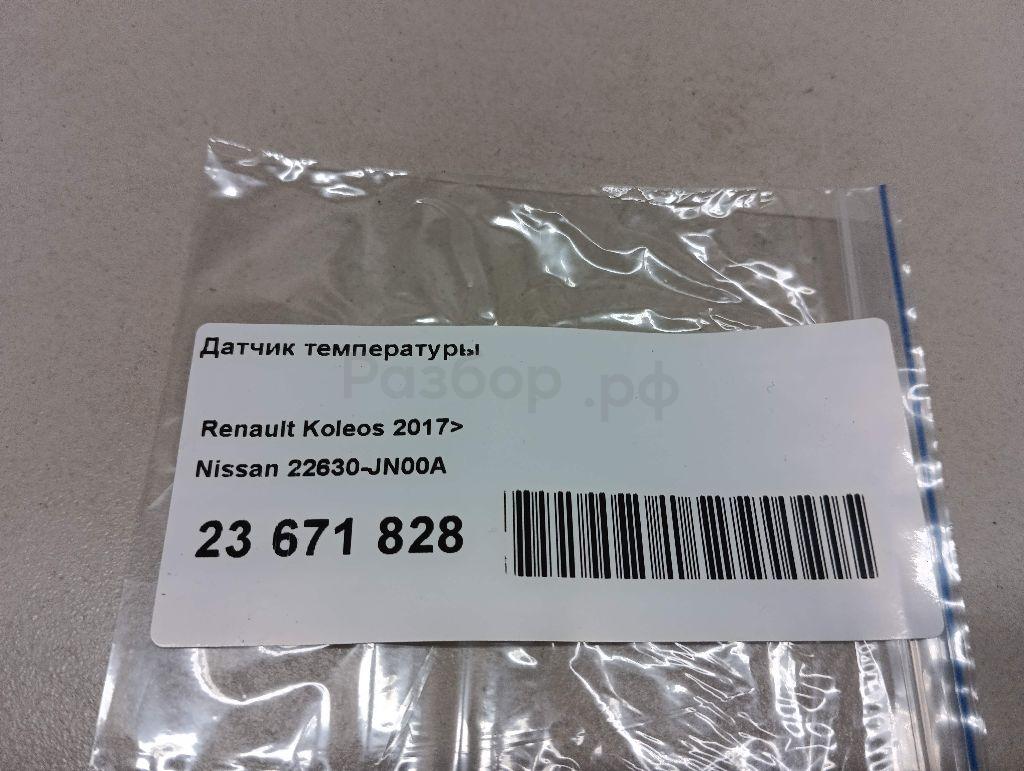 Датчик температуры
Разбор.рф
Renault Koleos 2017>
Nissan 22630-JN00A
23 671 828